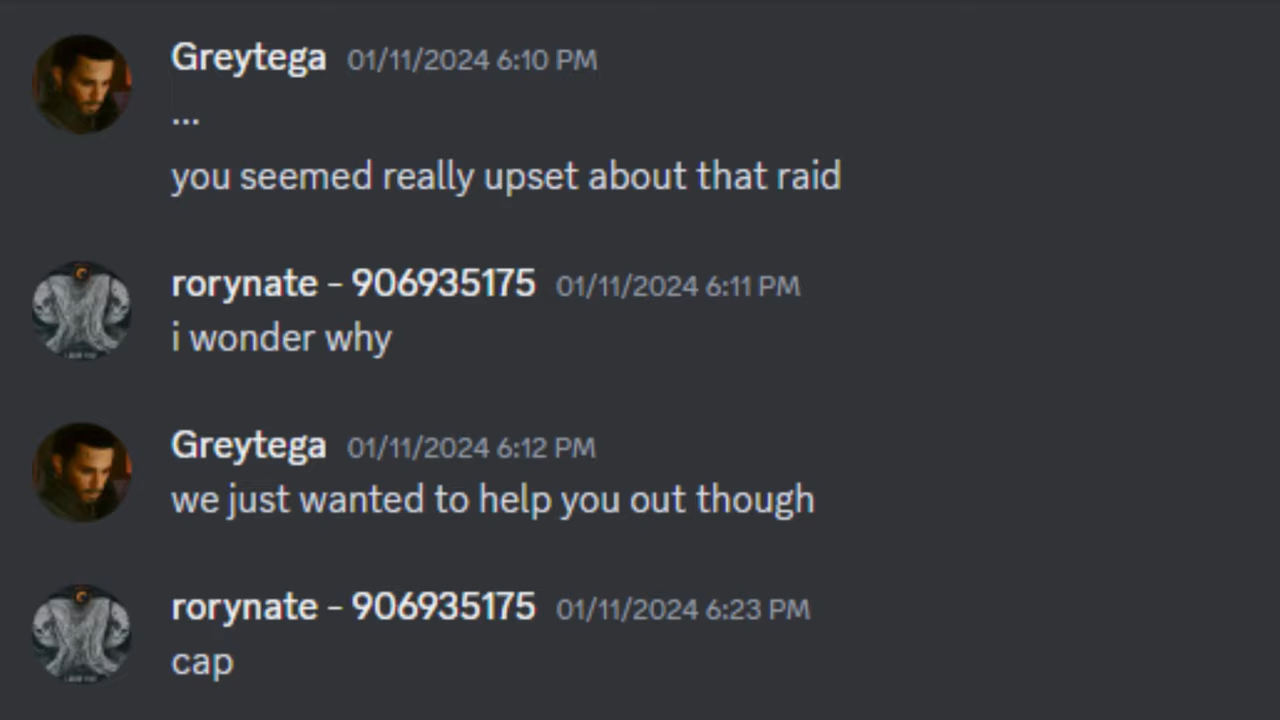 Greytega 01/11/2024 6:10 PM
...
you seemed really upset about that raid
rorynate - 906935175 01/11/2024 6:11 PM
i wonder why
Greytega 01/11/2024 6:12 PM
we just wanted to help you out though
rorynate - 906935175 01/11/2024 6:23 PM
cap